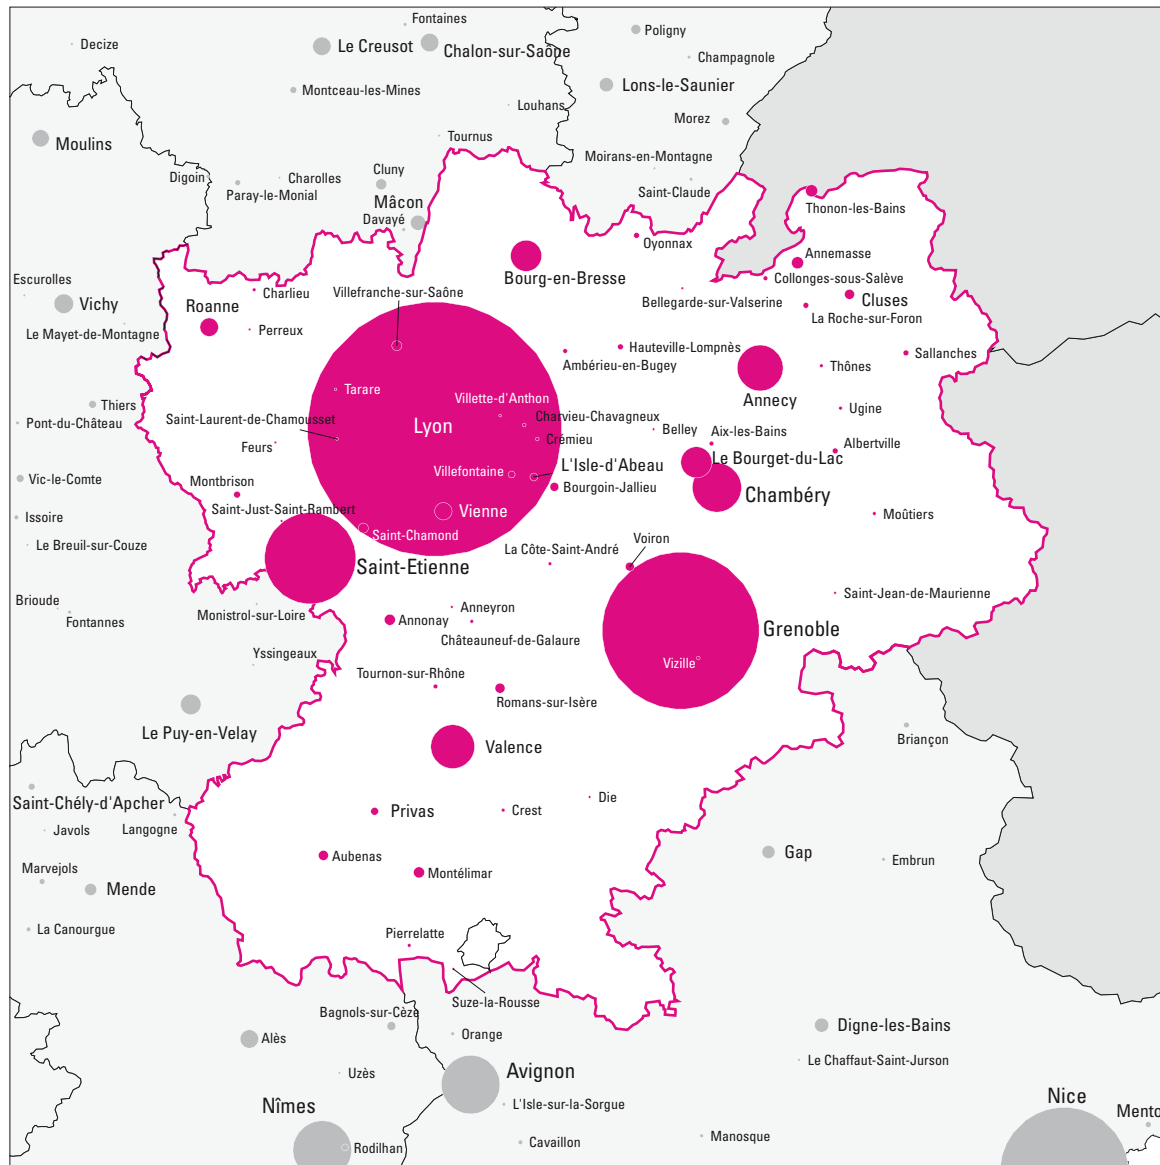 Fontaines
Decize
Le Creusot
Chalon-sur-Saône
Poligny
Champagnole
Montceau-les-Mines
Lons-le-Saunier
Louhans
Morez
Moulins
Tournus
Moirans-en-Montagne
Digoin
Charolles
Cluny
Paray-le-Monial
Saint-Claude
Mâcon
Davayé
Thonon-les-Bains
Oyonnax
Annemasse
Escurolles
Bourg-en-Bresse
Collonges-sous-Salève
Charlieu
Villefranche-sur-Saône
Bellegarde-sur-Valserine
Cluses
Vichy
Roanne
La Roche-sur-Foron
Le Mayet-de-Montagne
Perreux
Hauteville-Lompnès
Sallanches
Ambérieu-en-Bugey
Thônes
Tarare
Villette-d'Anthon
Annecy
Thiers
Saint-Laurent-de-Chamousset
Charvieu-Chavagneux
Ugine
Pont-du-Château
Lyon
Belley
Aix-les-Bains
Feurs
Crémieu
Albertville
Le Bourget-du-Lac
Vic-le-Comte
Montbrison
Villefontaine
L'Isle-d'Abeau
Bourgoin-Jallieu
Chambéry
Saint-Just-Saint-Rambert
Vienne
Issoire
Moûtiers
Saint-Chamond
Le Breuil-sur-Couze
La Côte-Saint-André
Voiron
Saint-Etienne
Brioude
Saint-Jean-de-Maurienne
Monistrol-sur-Loire
Anneyron
Fontannes
Annonay
Grenoble
Châteauneuf-de-Galaure
Yssingeaux
Vizille
Tournon-sur-Rhône
Romans-sur-Isère
Le Puy-en-Velay
Briançon
Valence
Saint-Chély-d'Apcher
Die
Javols
Langogne
Privas
Crest
Marvejols
Aubenas
Gap
Embrun
Mende
Montélimar
La Canourgue
Pierrelatte
Suze-la-Rousse
Bagnols-sur-Cèze
Alès
Orange
Digne-les-Bains
Le Chaffaut-Saint-Jurson
Uzès
Avignon
Nîmes
L'Isle-sur-la-Sorgue
Nice
Mento
Rodilhan
Cavaillon
Manosque